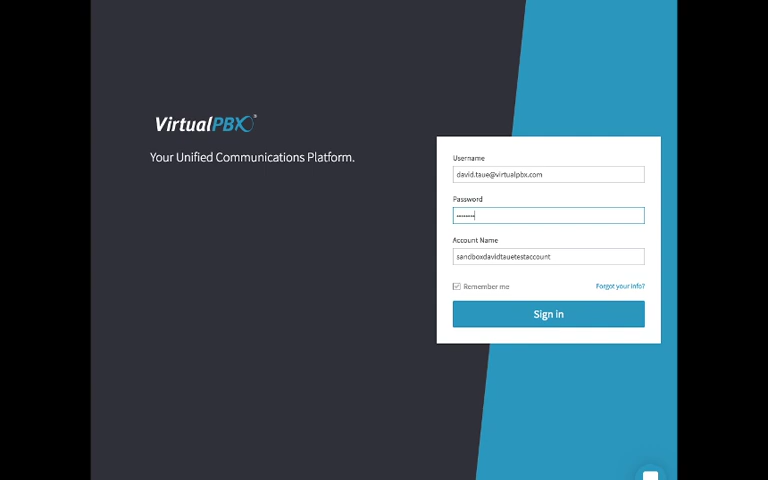 VirtualPBX®
Your Unified Communications Platform.
Username
david.taue@virtualpbx.com
Password
Account Name
sandboxdavidtauetestaccount
Remember me
Forgot your info?
Sign in